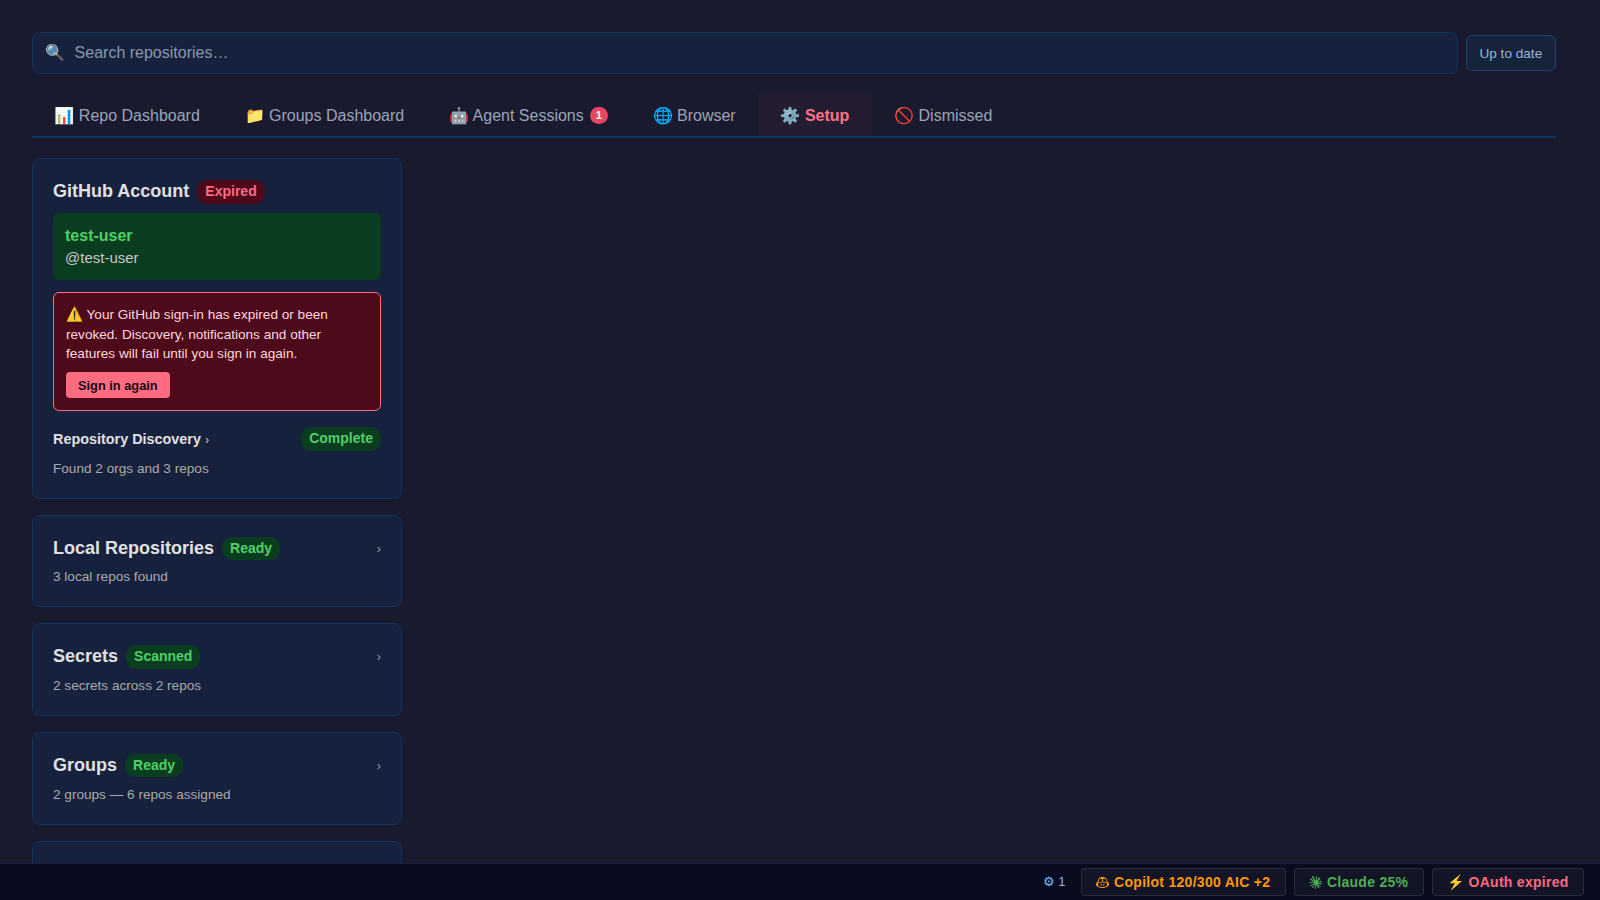 🔍 Search repositories…
Up to date
📊 Repo Dashboard
📁 Groups Dashboard
🤖 Agent Sessions 1
🌐 Browser
⚙️ Setup
🚫 Dismissed
GitHub Account Expired
test-user
@test-user
⚠️ Your GitHub sign-in has expired or been
revoked. Discovery, notifications and other
features will fail until you sign in again.
Sign in again
Repository Discovery › Complete
Found 2 orgs and 3 repos
Local Repositories Ready ›
3 local repos found
Secrets Scanned ›
2 secrets across 2 repos
Groups Ready ›
2 groups — 6 repos assigned
⚙ 1
Copilot 120/300 AIC +2
Claude 25%
⚡ OAuth expired